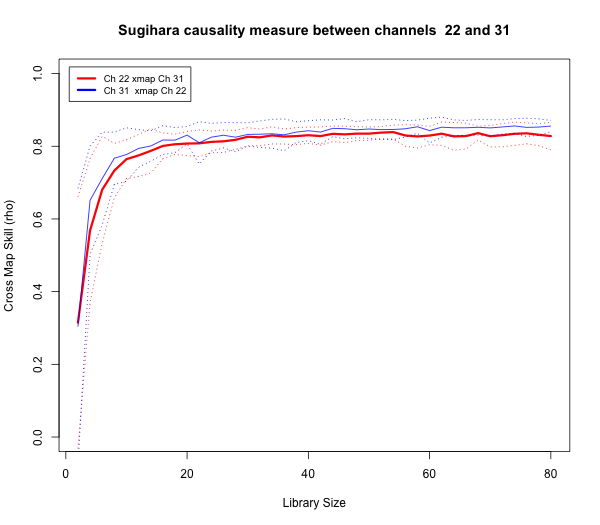 Sugihara causality measure between channels  22 and 31
Ch 22 xmap Ch 31
Ch 31  xmap Ch 22
1.0
0.8
0.6
0.4
0.2
0.0
Cross Map Skill (rho)
0
20
40
60
80
Library Size